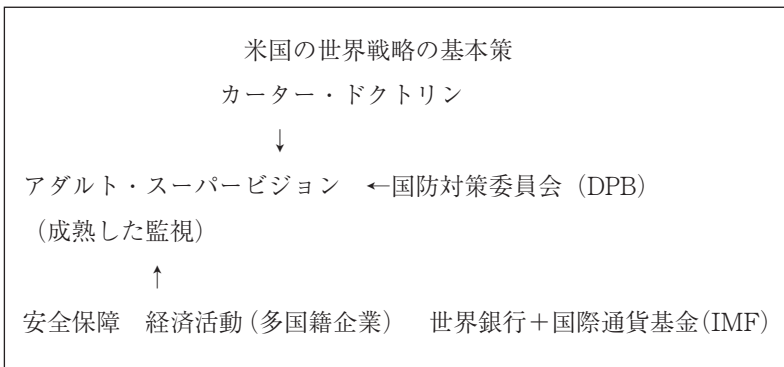 米国の世界戦略の基本策
カーター・ドクトリン
↓
アダルト・スーパービジョン ←国防対策委員会（DPB）
（成熟した監視）
↑
安全保障 経済活動（多国籍企業） 世界銀行＋国際通貨基金（IMF）